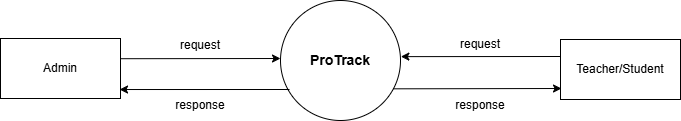 request
request
Admin
ProTrack
Teacher/Student
response
response